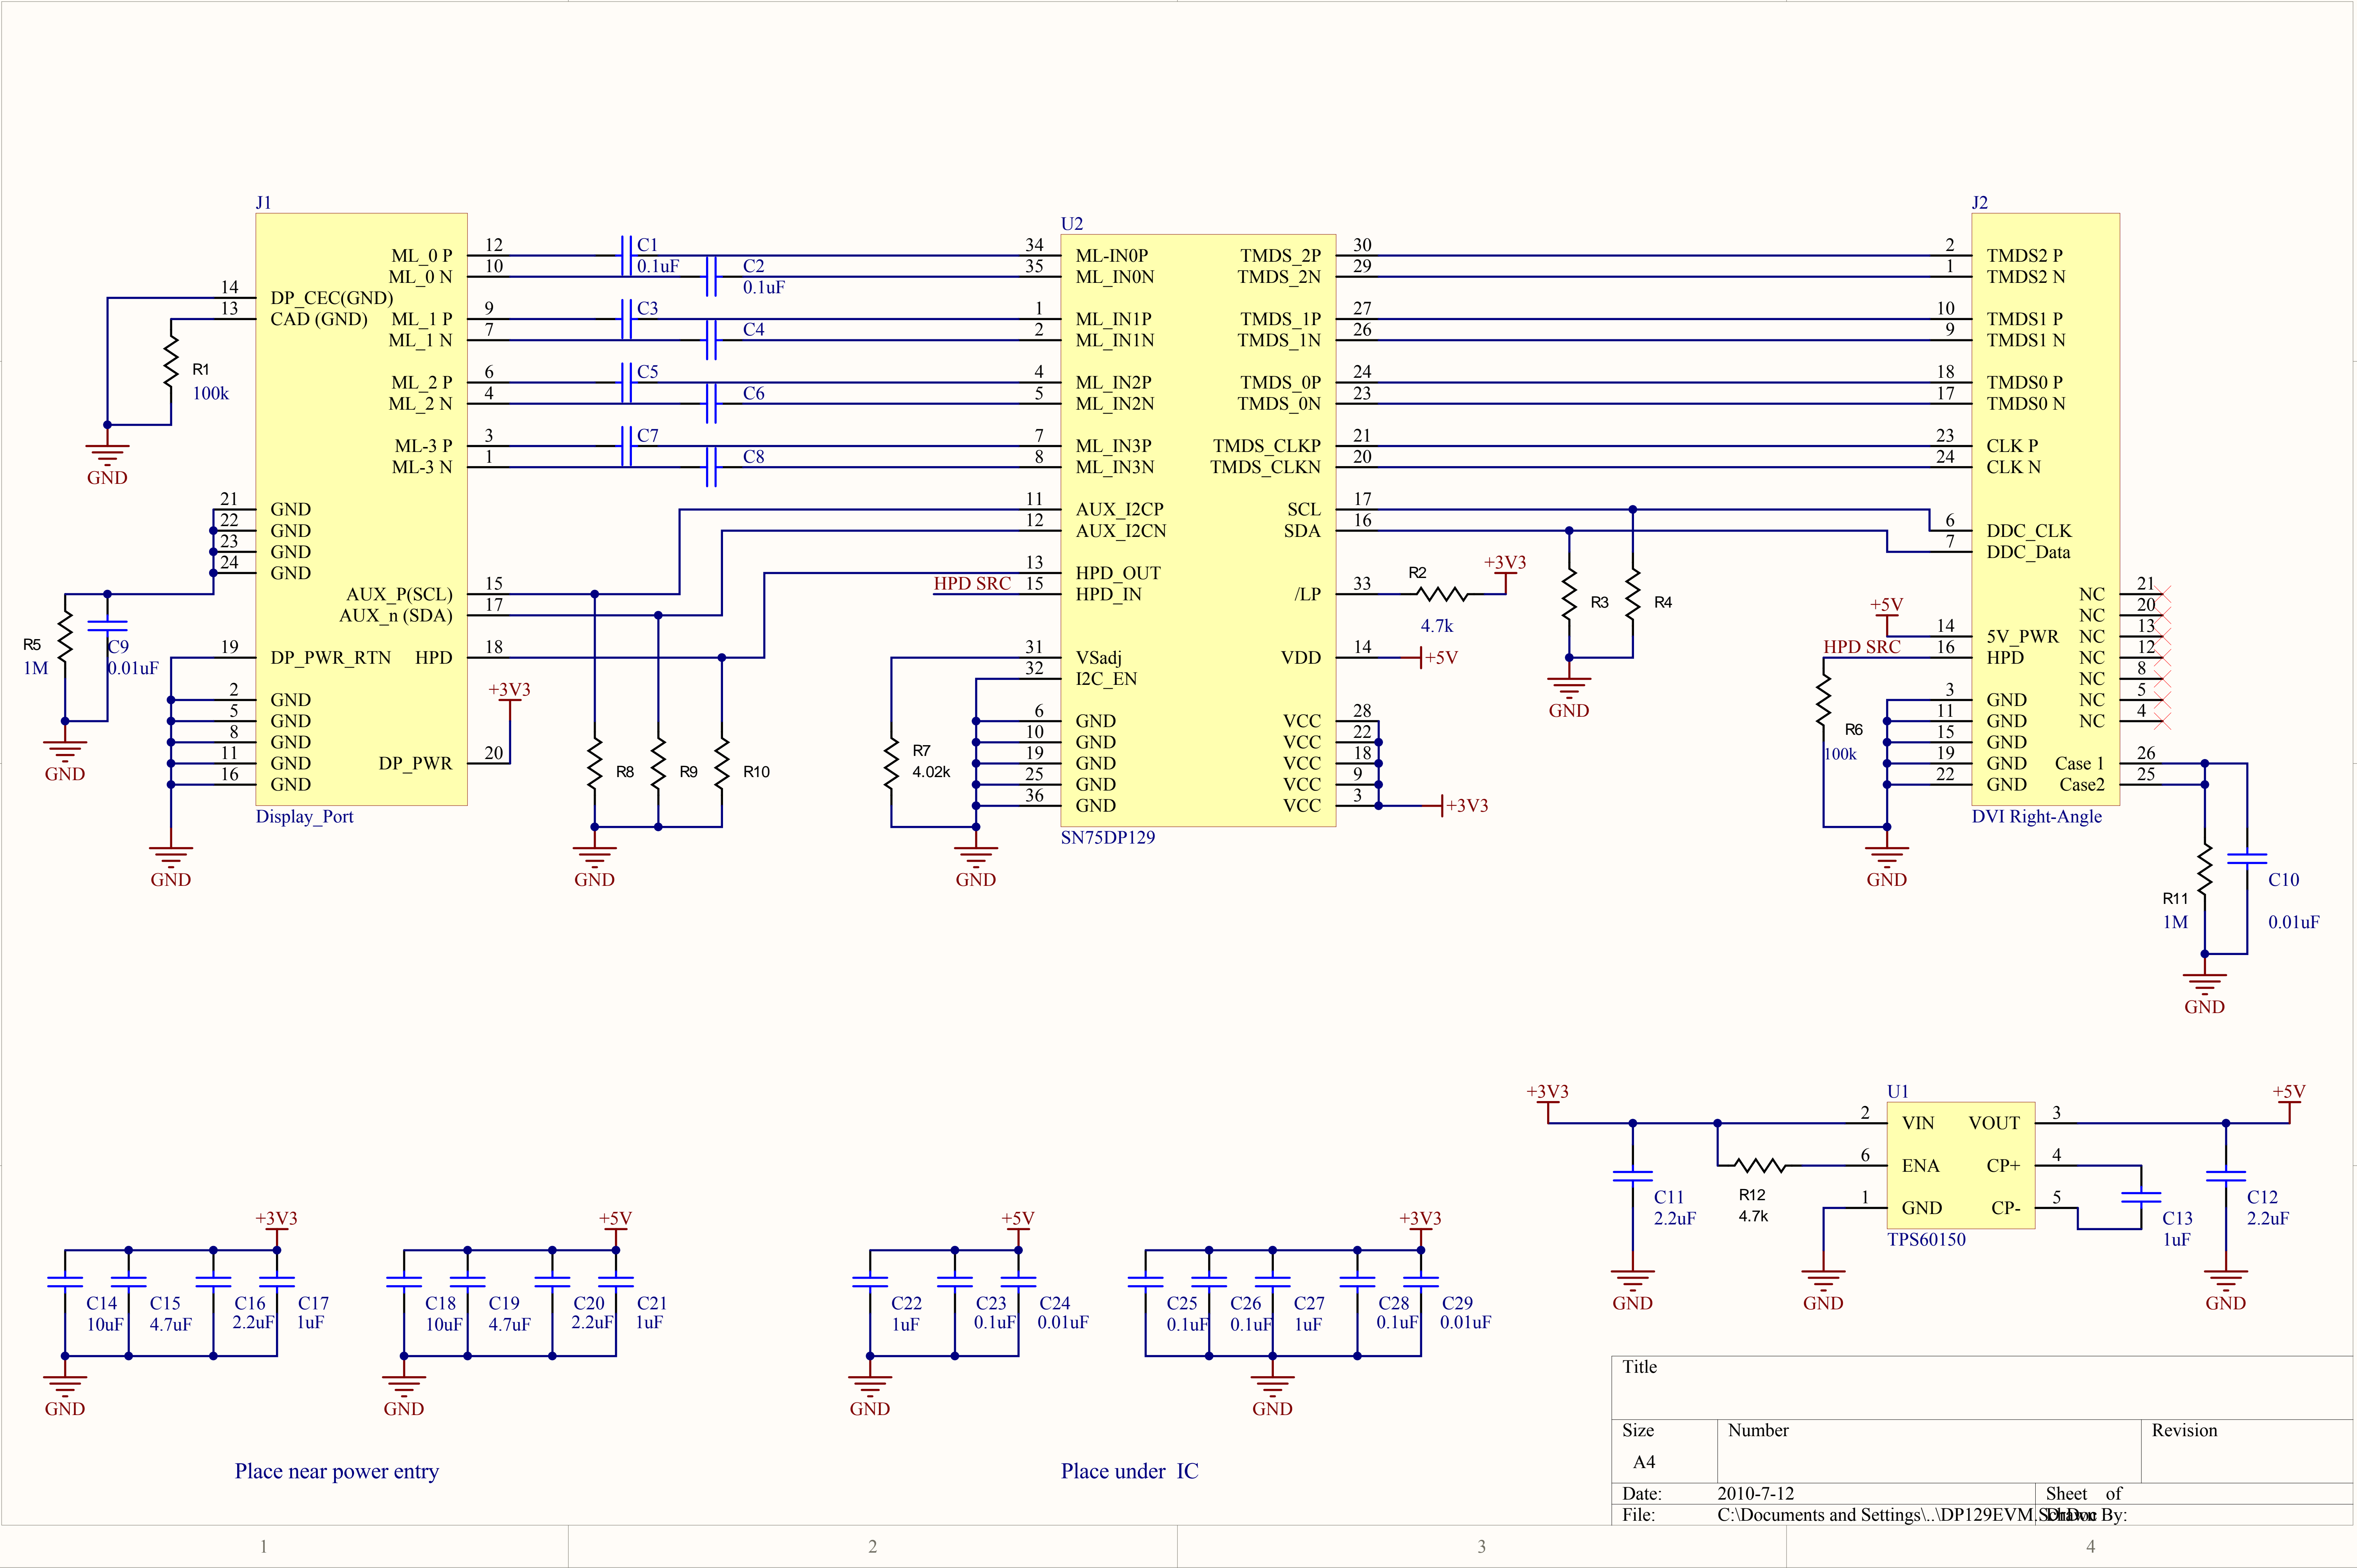 J1
12
ML_0 P
10
ML_0 N
14
DP_CEC(GND)
13
CAD (GND)
9
ML_1 P
7
ML_1 N
6
ML_2 P
4
ML_2 N
3
ML-3 P
1
ML-3 N
21
GND
22
GND
23
GND
24
GND
15
AUX_P(SCL)
17
AUX_n (SDA)
19
DP_PWR_RTN
HPD
18
2
GND
5
GND
8
GND
11
GND
16
GND
DP_PWR
20
+3V3
Display_Port
R1
100k
GND
R5
1M
C9
0.01uF
GND
GND
C1
0.1uF
C2
0.1uF
C3
C4
C5
C6
C7
C8
R8
R9
R10
GND
U2
34
ML-IN0P
35
ML_IN0N
1
ML_IN1P
2
ML_IN1N
4
ML_IN2P
5
ML_IN2N
7
ML_IN3P
8
ML_IN3N
11
AUX_I2CP
12
AUX_I2CN
13
HPD_OUT
HPD SRC
15
HPD_IN
31
VSadj
32
I2C_EN
6
GND
10
GND
19
GND
25
GND
36
GND
TMDS_2P
30
TMDS_2N
29
TMDS_1P
27
TMDS_1N
26
TMDS_0P
24
TMDS_0N
23
TMDS_CLKP
21
TMDS_CLKN
20
SCL
17
SDA
16
/LP
33
VDD
14
VCC
28
VCC
22
VCC
18
VCC
9
VCC
3
SN75DP129
R7
4.02k
GND
R2
4.7k
+3V3
+5V
+3V3
R3
R4
GND
J2
2
TMDS2 P
1
TMDS2 N
10
TMDS1 P
9
TMDS1 N
18
TMDS0 P
17
TMDS0 N
23
CLK P
24
CLK N
6
DDC_CLK
7
DDC_Data
NC
21
NC
20
NC
13
NC
12
NC
8
NC
5
NC
4
+5V
14
5V_PWR
HPD SRC
16
HPD
3
GND
11
GND
15
GND
19
GND
22
GND
Case 1
26
Case2
25
DVI Right-Angle
R6
100k
GND
R11
1M
C10
0.01uF
GND
+3V3
C11
2.2uF
GND
R12
4.7k
U1
2
VIN
6
ENA
1
GND
VOUT
3
CP+
4
CP-
5
TPS60150
GND
C13
1uF
+5V
C12
2.2uF
GND
+3V3
C14
10uF
C15
4.7uF
C16
2.2uF
C17
1uF
GND
+5V
C18
10uF
C19
4.7uF
C20
2.2uF
C21
1uF
GND
Place near power entry
+5V
C22
1uF
C23
0.1uF
C24
0.01uF
GND
+3V3
C25
0.1uF
C26
0.1uF
C27
1uF
C28
0.1uF
C29
0.01uF
GND
Place under  IC
Title
Size
A4
Number
Revision
Date:
2010-7-12
Sheet of
File:
C:\Documents and Settings\..\DP129EVM.SchDoc
Drawn By:
1
2
3
4